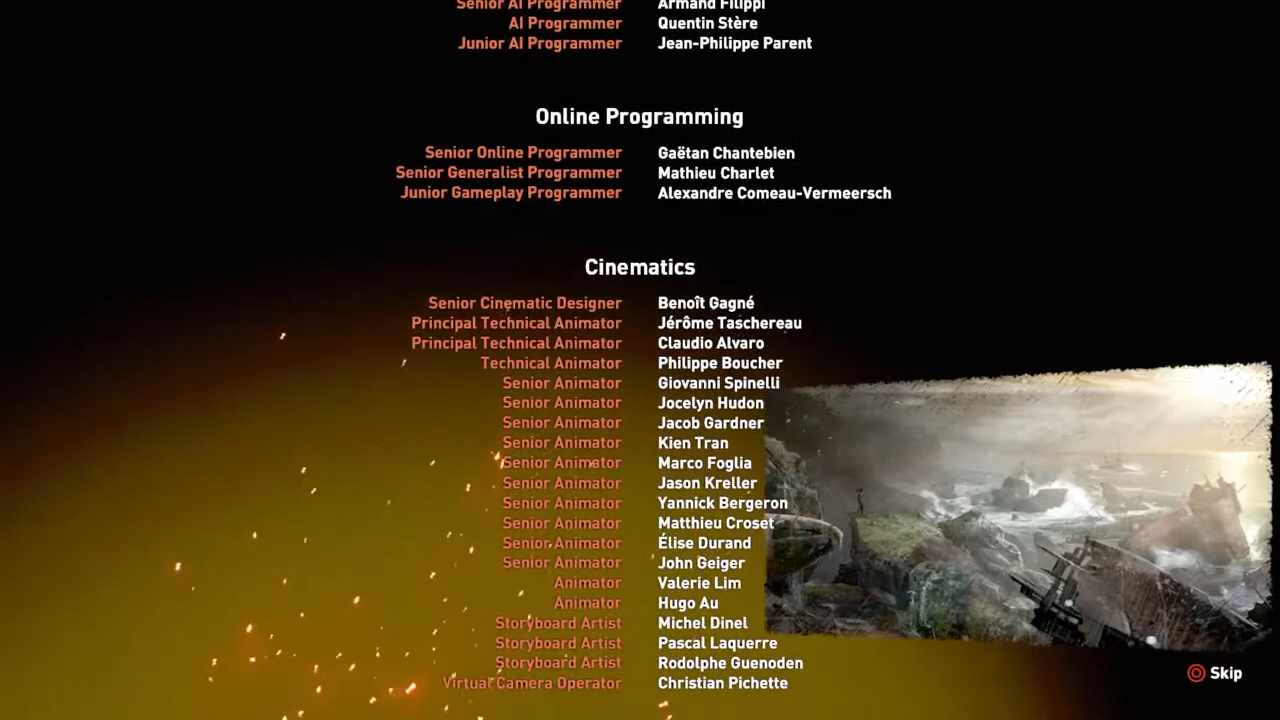 Senior AI Programmer Armand Filippi
AI Programmer Quentin Stère
Junior AI Programmer Jean-Philippe Parent
Online Programming
Senior Online Programmer Gaëtan Chantebien
Senior Generalist Programmer Mathieu Charlet
Junior Gameplay Programmer Alexandre Comeau-Vermeersch
Cinematics
Senior Cinematic Designer Benoît Gagné
Principal Technical Animator Jérôme Taschereau
Principal Technical Animator Claudio Alvaro
Technical Animator Philippe Boucher
Senior Animator Giovanni Spinelli
Senior Animator Jocelyn Hudon
Senior Animator Jacob Gardner
Senior Animator Kien Tran
Senior Animator Marco Foglia
Senior Animator Jason Kreller
Senior Animator Yannick Bergeron
Senior Animator Matthieu Croset
Senior Animator Élise Durand
Senior Animator John Geiger
Animator Valerie Lim
Animator Hugo Au
Storyboard Artist Michel Dinel
Storyboard Artist Pascal Laquerre
Storyboard Artist Rodolphe Guenoden
Virtual Camera Operator Christian Pichette
Skip